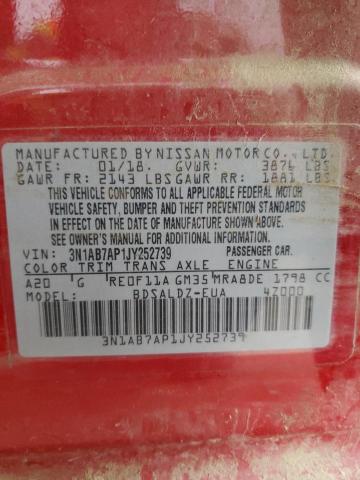 MANUFACTURED BY NISSAN MOTOR CO., LTD.
DATE: 01/18. GVWR: 3876 LBS
GAWR FR: 2143 LBS GAWR RR: 1881 LBS
THIS VEHICLE CONFORMS TO ALL APPLICABLE FEDERAL MOTOR
VEHICLE SAFETY, BUMPER AND THEFT PREVENTION STANDARDS
IN EFFECT ON THE DATE OF MANUFACTURE SHOWN ABOVE.
SEE OWNER'S MANUAL FOR ADDITIONAL INFORMATION.
VIN: 3N1AB7AP1JY252739 PASSENGER CAR.
COLOR TRIM TRANS AXLE ENGINE
A20 G RE0F11A GM35 MRA8DE 1798 CC
MODEL: BDSALDZ-EUA 47000
3N1AB7AP1JY252739